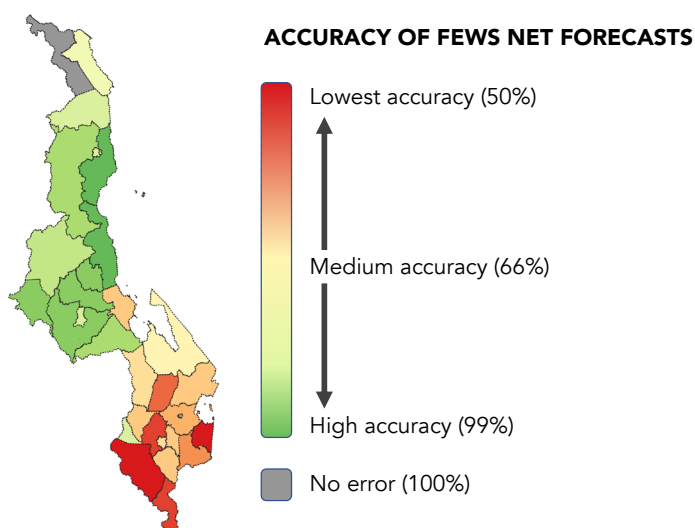 ACCURACY OF FEWS NET FORECASTS
Lowest accuracy (50%)
Medium accuracy (66%)
High accuracy (99%)
No error (100%)